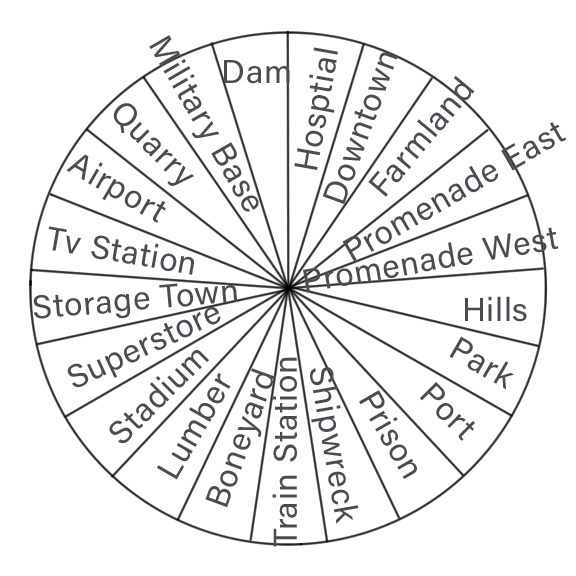 Hosptial
Downtown
Farmland
Promenade East
Promenade West
Hills
Park
Port
Prison
Shipwreck
Train Station
Boneyard
Lumber
Stadium
Superstore
Storage Town
Tv Station
Airport
Quarry
Military Base
Dam